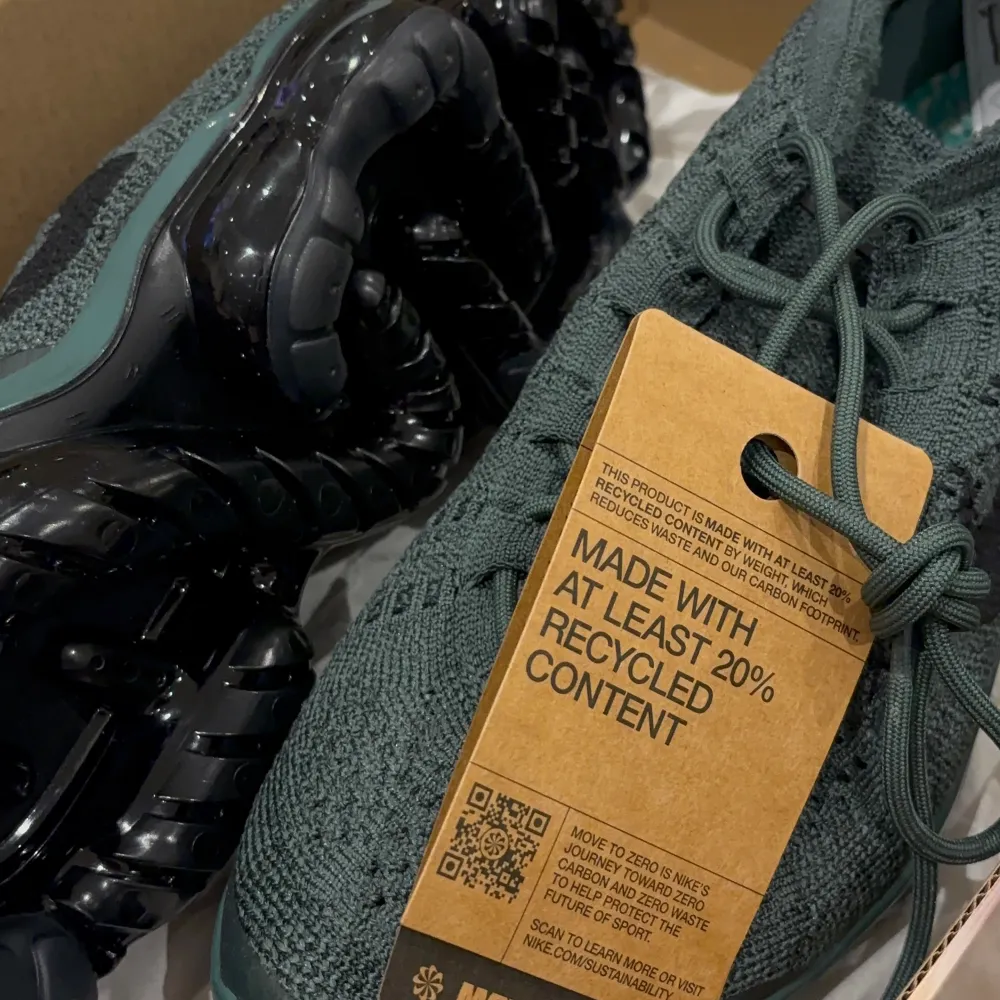 THIS PRODUCT IS MADE WITH AT LEAST 20%
RECYCLED CONTENT BY WEIGHT, WHICH
REDUCES WASTE AND OUR CARBON FOOTPRINT.
MADE WITH
AT LEAST 20%
RECYCLED
CONTENT
MOVE TO ZERO IS NIKE'S
JOURNEY TOWARD ZERO
CARBON AND ZERO WASTE
TO HELP PROTECT THE
FUTURE OF SPORT.
SCAN TO LEARN MORE OR VISIT
NIKE.COM/SUSTAINABILITY.